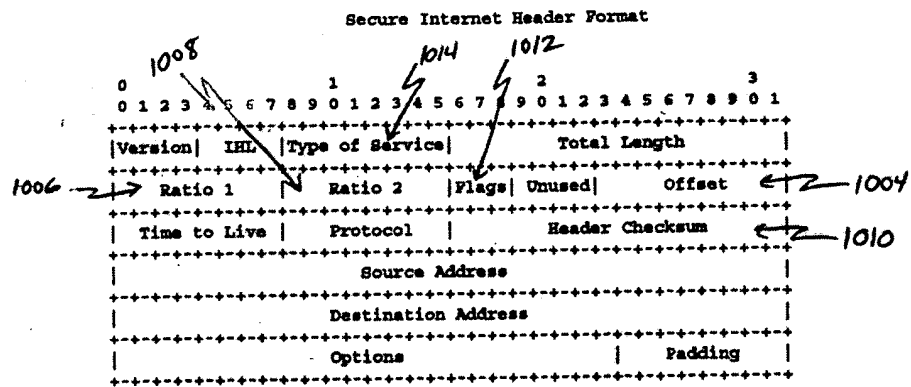 Secure Internet Header Format
1008 1014 1012
0 1 2 3
0 1 2 3 4 5 6 7 8 9 0 1 2 3 4 5 6 7 8 9 0 1 2 3 4 5 6 7 8 9 0 1
+-+-+-+-+-+-+-+-+-+-+-+-+-+-+-+-+-+-+-+-+-+-+-+-+-+-+-+-+-+-+-+-+
|Version| IHL |Type of Service| Total Length |
+-+-+-+-+-+-+-+-+-+-+-+-+-+-+-+-+-+-+-+-+-+-+-+-+-+-+-+-+-+-+-+-+
1006 | Ratio 1 | Ratio 2 |Flags| Unused| Offset | 1004
+-+-+-+-+-+-+-+-+-+-+-+-+-+-+-+-+-+-+-+-+-+-+-+-+-+-+-+-+-+-+-+-+
| Time to Live | Protocol | Header Checksum | 1010
+-+-+-+-+-+-+-+-+-+-+-+-+-+-+-+-+-+-+-+-+-+-+-+-+-+-+-+-+-+-+-+-+
| Source Address |
+-+-+-+-+-+-+-+-+-+-+-+-+-+-+-+-+-+-+-+-+-+-+-+-+-+-+-+-+-+-+-+-+
| Destination Address |
+-+-+-+-+-+-+-+-+-+-+-+-+-+-+-+-+-+-+-+-+-+-+-+-+-+-+-+-+-+-+-+-+
| Options | Padding |
+-+-+-+-+-+-+-+-+-+-+-+-+-+-+-+-+-+-+-+-+-+-+-+-+-+-+-+-+-+-+-+-+